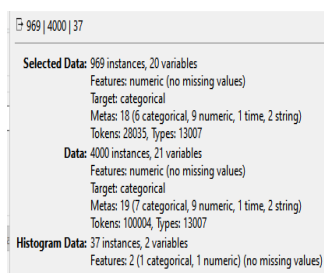 969 | 4000 | 37
Selected Data: 969 instances, 20 variables
Features: numeric (no missing values)
Target: categorical
Metas: 18 (6 categorical, 9 numeric, 1 time, 2 string)
Tokens: 28035, Types: 13007
Data: 4000 instances, 21 variables
Features: numeric (no missing values)
Target: categorical
Metas: 19 (7 categorical, 9 numeric, 1 time, 2 string)
Tokens: 100004, Types: 13007
Histogram Data: 37 instances, 2 variables
Features: 2 (1 categorical, 1 numeric) (no missing values)